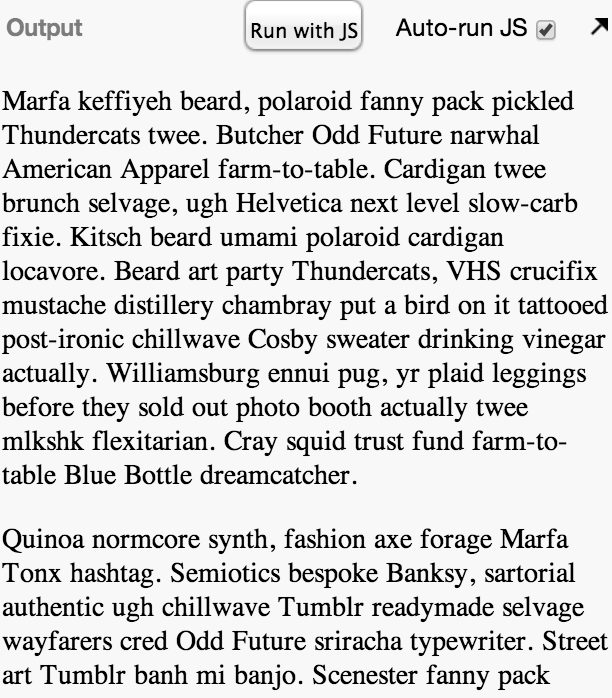 Output Run with JS Auto-run JS
Marfa keffiyeh beard, polaroid fanny pack pickled
Thundercats twee. Butcher Odd Future narwhal
American Apparel farm-to-table. Cardigan twee
brunch selvage, ugh Helvetica next level slow-carb
fixie. Kitsch beard umami polaroid cardigan
locavore. Beard art party Thundercats, VHS crucifix
mustache distillery chambray put a bird on it tattooed
post-ironic chillwave Cosby sweater drinking vinegar
actually. Williamsburg ennui pug, yr plaid leggings
before they sold out photo booth actually twee
mlkshk flexitarian. Cray squid trust fund farm-to-
table Blue Bottle dreamcatcher.
Quinoa normcore synth, fashion axe forage Marfa
Tonx hashtag. Semiotics bespoke Banksy, sartorial
authentic ugh chillwave Tumblr readymade selvage
wayfarers cred Odd Future sriracha typewriter. Street
art Tumblr banh mi banjo. Scenester fanny pack